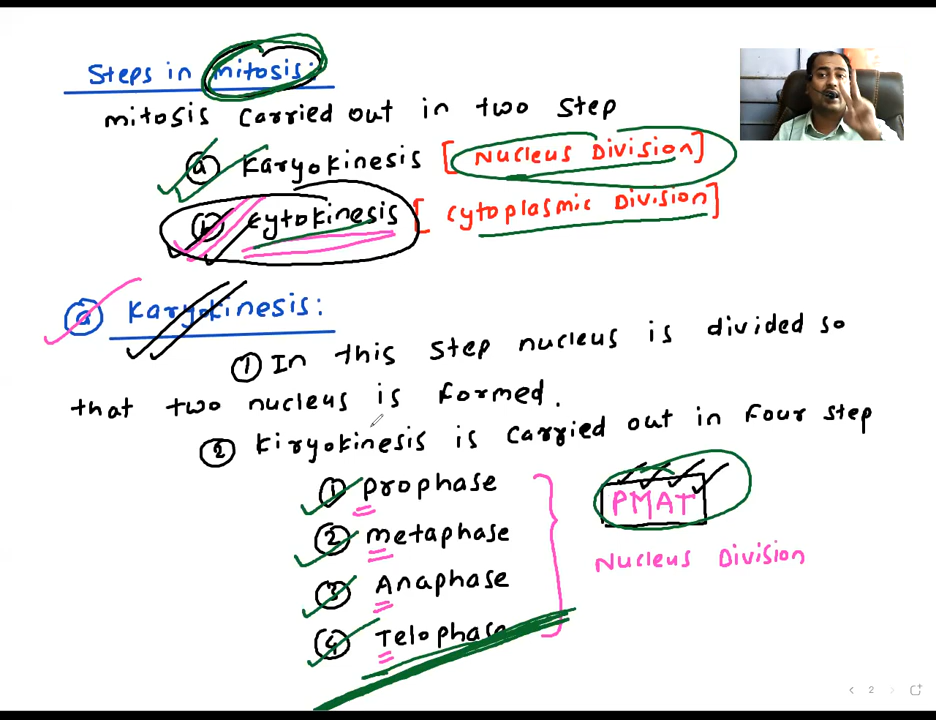 Steps in mitosis:
mitosis carried out in two step
ⓐ Karyokinesis [Nucleus Division]
ⓑ Cytokinesis [Cytoplasmic Division]
ⓐ Karyokinesis:
① In this step nucleus is divided so
that two nucleus is formed.
② Kiryokinesis is carried out in four step
① Prophase
② metaphase
③ Anaphase
④ Telophase
PMAT
Nucleus Division
2